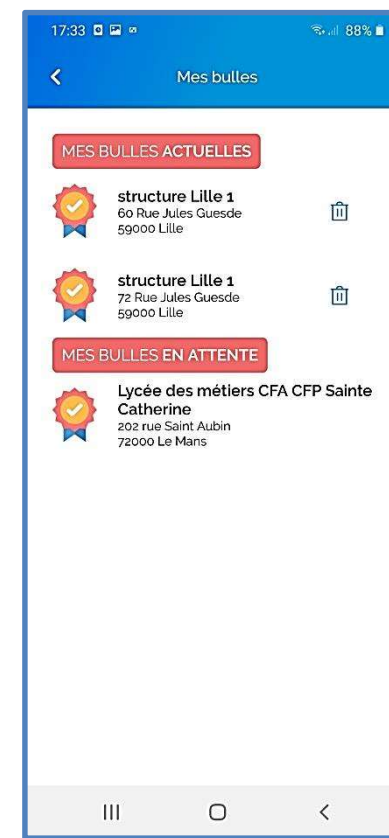 17:33 88%
Mes bulles
MES BULLES ACTUELLES
structure Lille 1
60 Rue Jules Guesde
59000 Lille
structure Lille 1
72 Rue Jules Guesde
59000 Lille
MES BULLES EN ATTENTE
Lycée des métiers CFA CFP Sainte
Catherine
202 rue Saint Aubin
72000 Le Mans